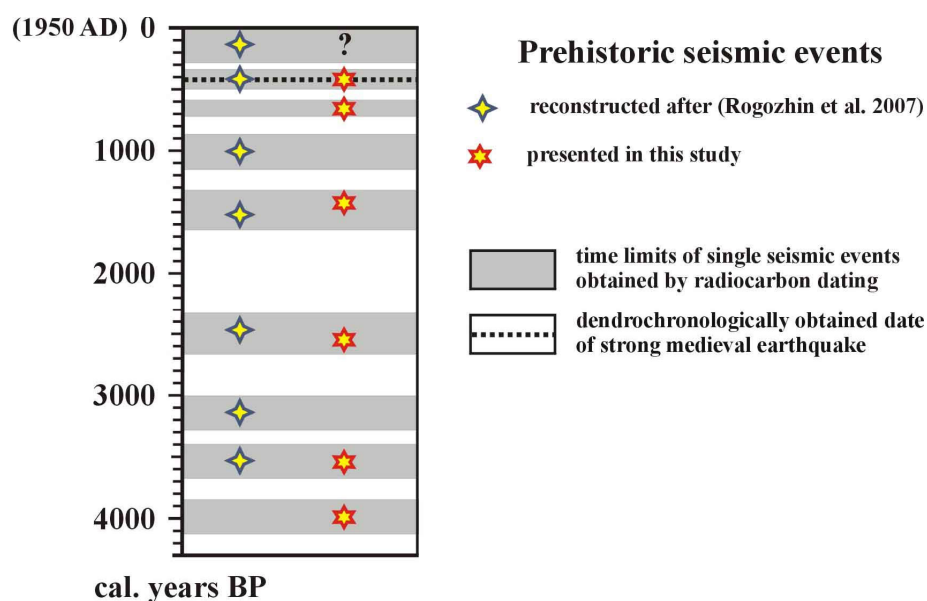 (1950 AD) 0
?
1000
2000
3000
4000
cal. years BP
Prehistoric seismic events
reconstructed after (Rogozhin et al. 2007)
presented in this study
time limits of single seismic events
obtained by radiocarbon dating
dendrochronologically obtained date
of strong medieval earthquake